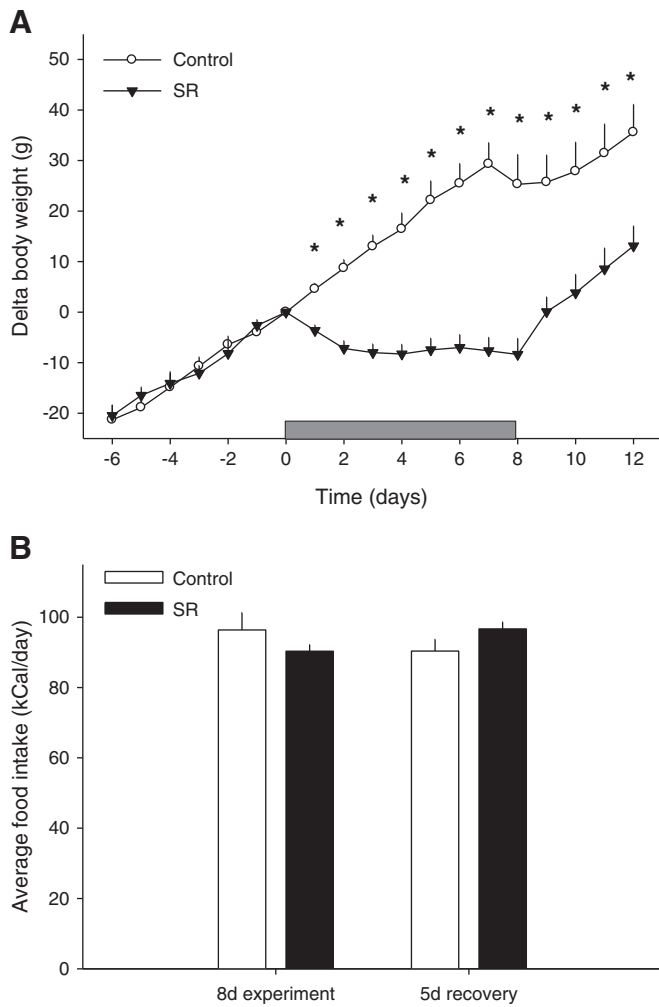 A
Control
SR
Delta body weight (g)
50
40
30
20
10
0
-10
-20
* * * * * * * * * * * *
-6 -4 -2 0 2 4 6 8 10 12
Time (days)
B
Control
SR
Average food intake (kCal/day)
100
80
60
40
20
0
8d experiment 5d recovery